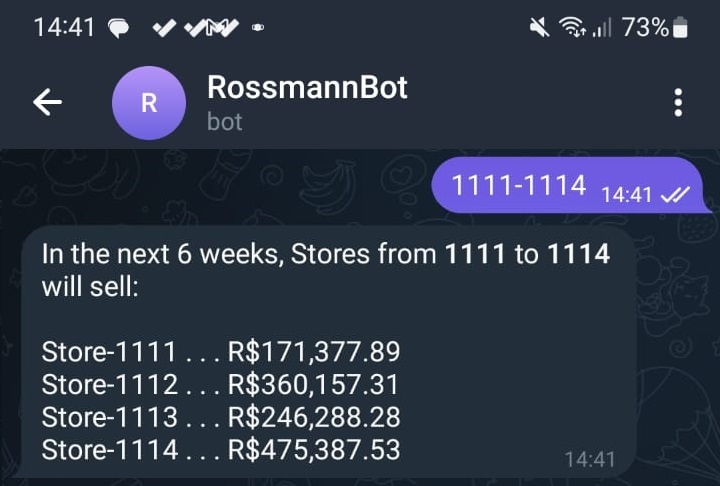 14:41 73%
R
RossmannBot
bot
1111-1114 14:41
In the next 6 weeks, Stores from 1111 to 1114
will sell:
Store-1111 . . . R$171,377.89
Store-1112 . . . R$360,157.31
Store-1113 . . . R$246,288.28
Store-1114 . . . R$475,387.53
14:41